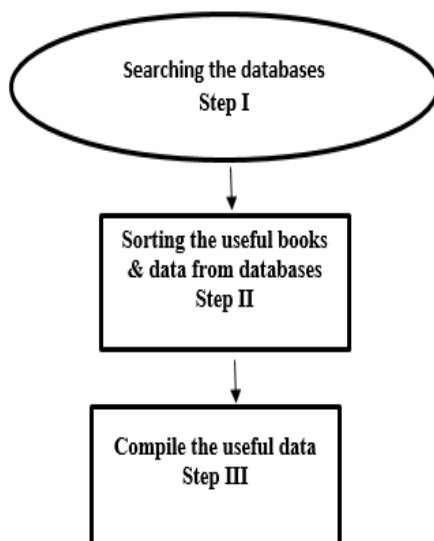 Searching the databases
Step I
Sorting the useful books
& data from databases
Step II
Compile the useful data
Step III